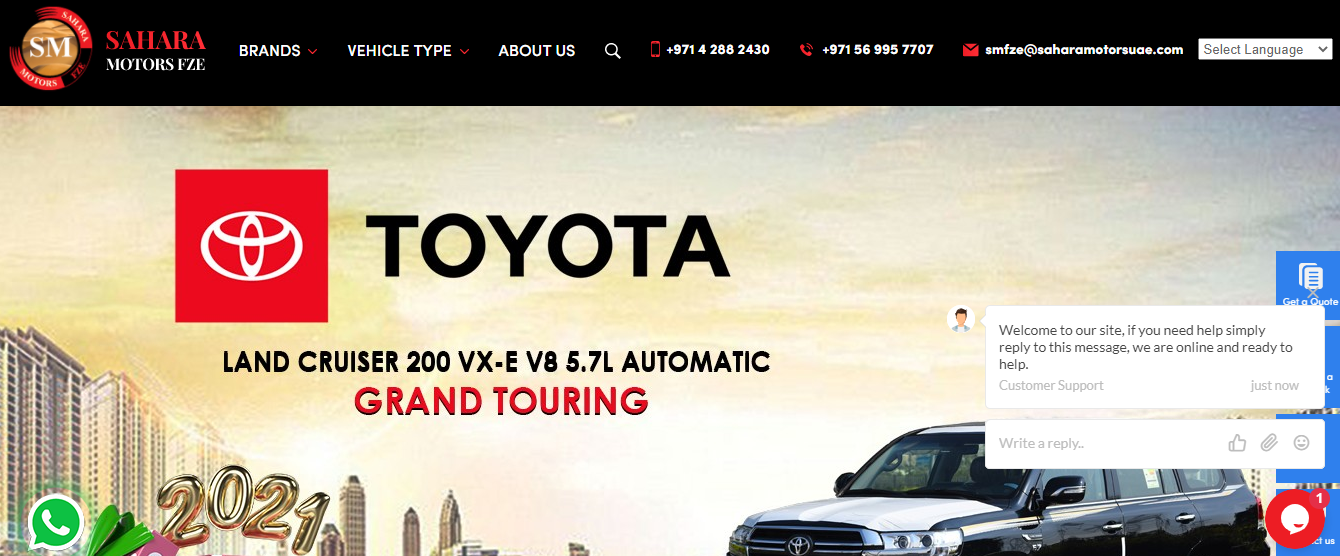 SM
SAHARA
MOTORS FZE
SAHARA
MOTORS FZE
BRANDS
VEHICLE TYPE
ABOUT US
+971 4 288 2430
+971 56 995 7707
smfze@saharamotorsuae.com
Select Language
TOYOTA
LAND CRUISER 200 VX-E V8 5.7L AUTOMATIC
GRAND TOURING
2021
Get a Quote
Welcome to our site, if you need help simply
reply to this message, we are online and ready to
help.
Customer Support just now
Write a reply..
1